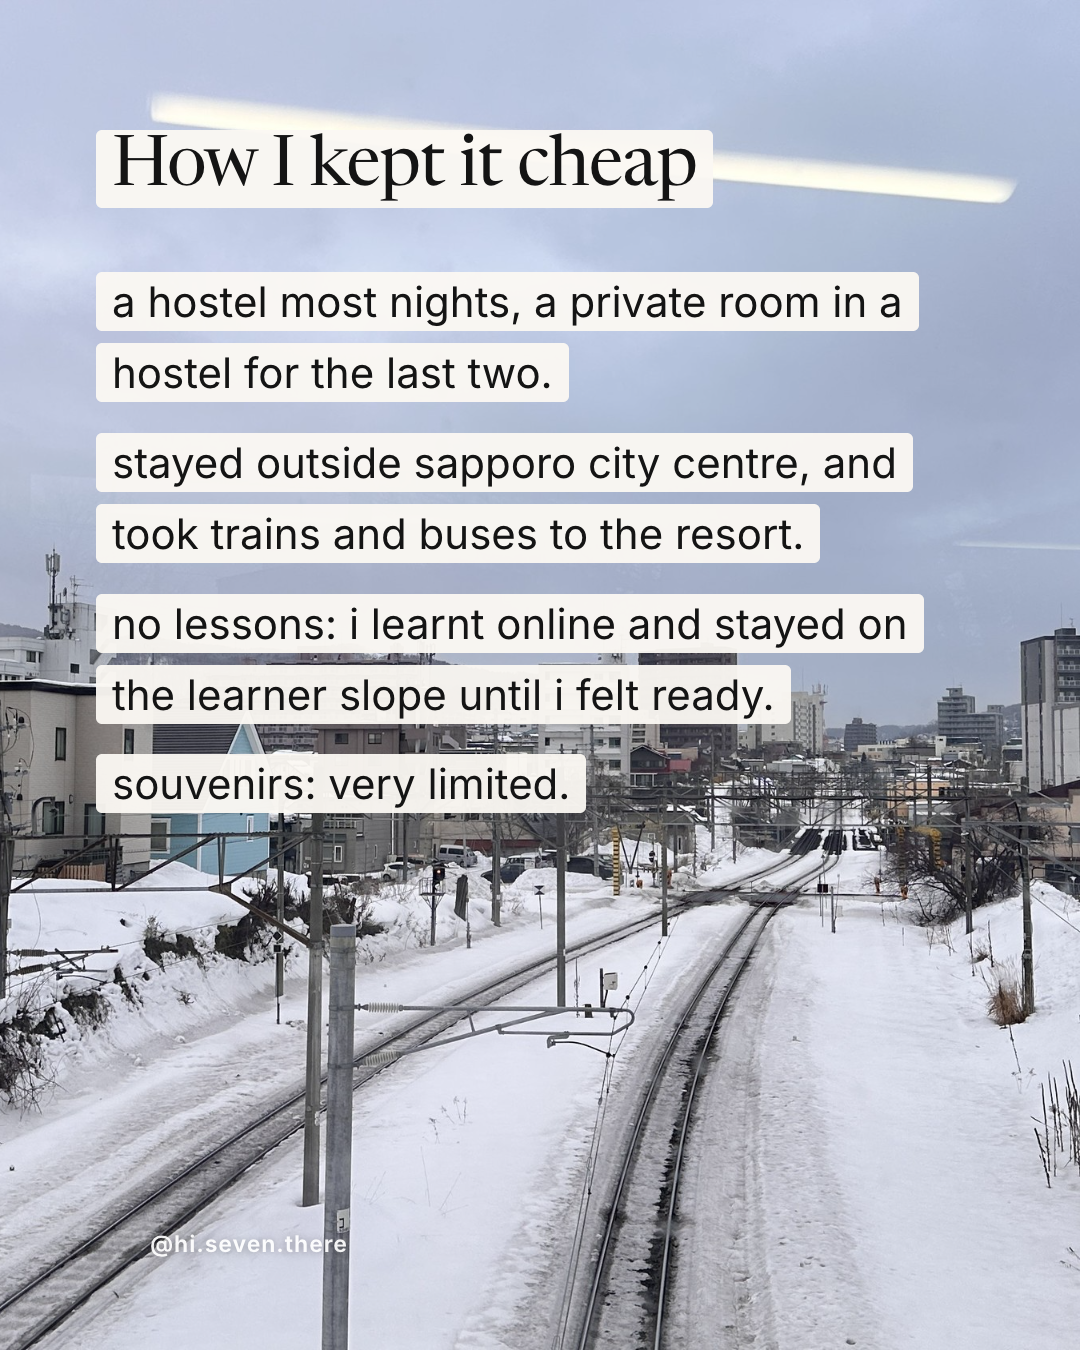 How I kept it cheap
a hostel most nights, a private room in a
hostel for the last two.
stayed outside sapporo city centre, and
took trains and buses to the resort.
no lessons: i learnt online and stayed on
the learner slope until i felt ready.
souvenirs: very limited.
@hi.seven.there